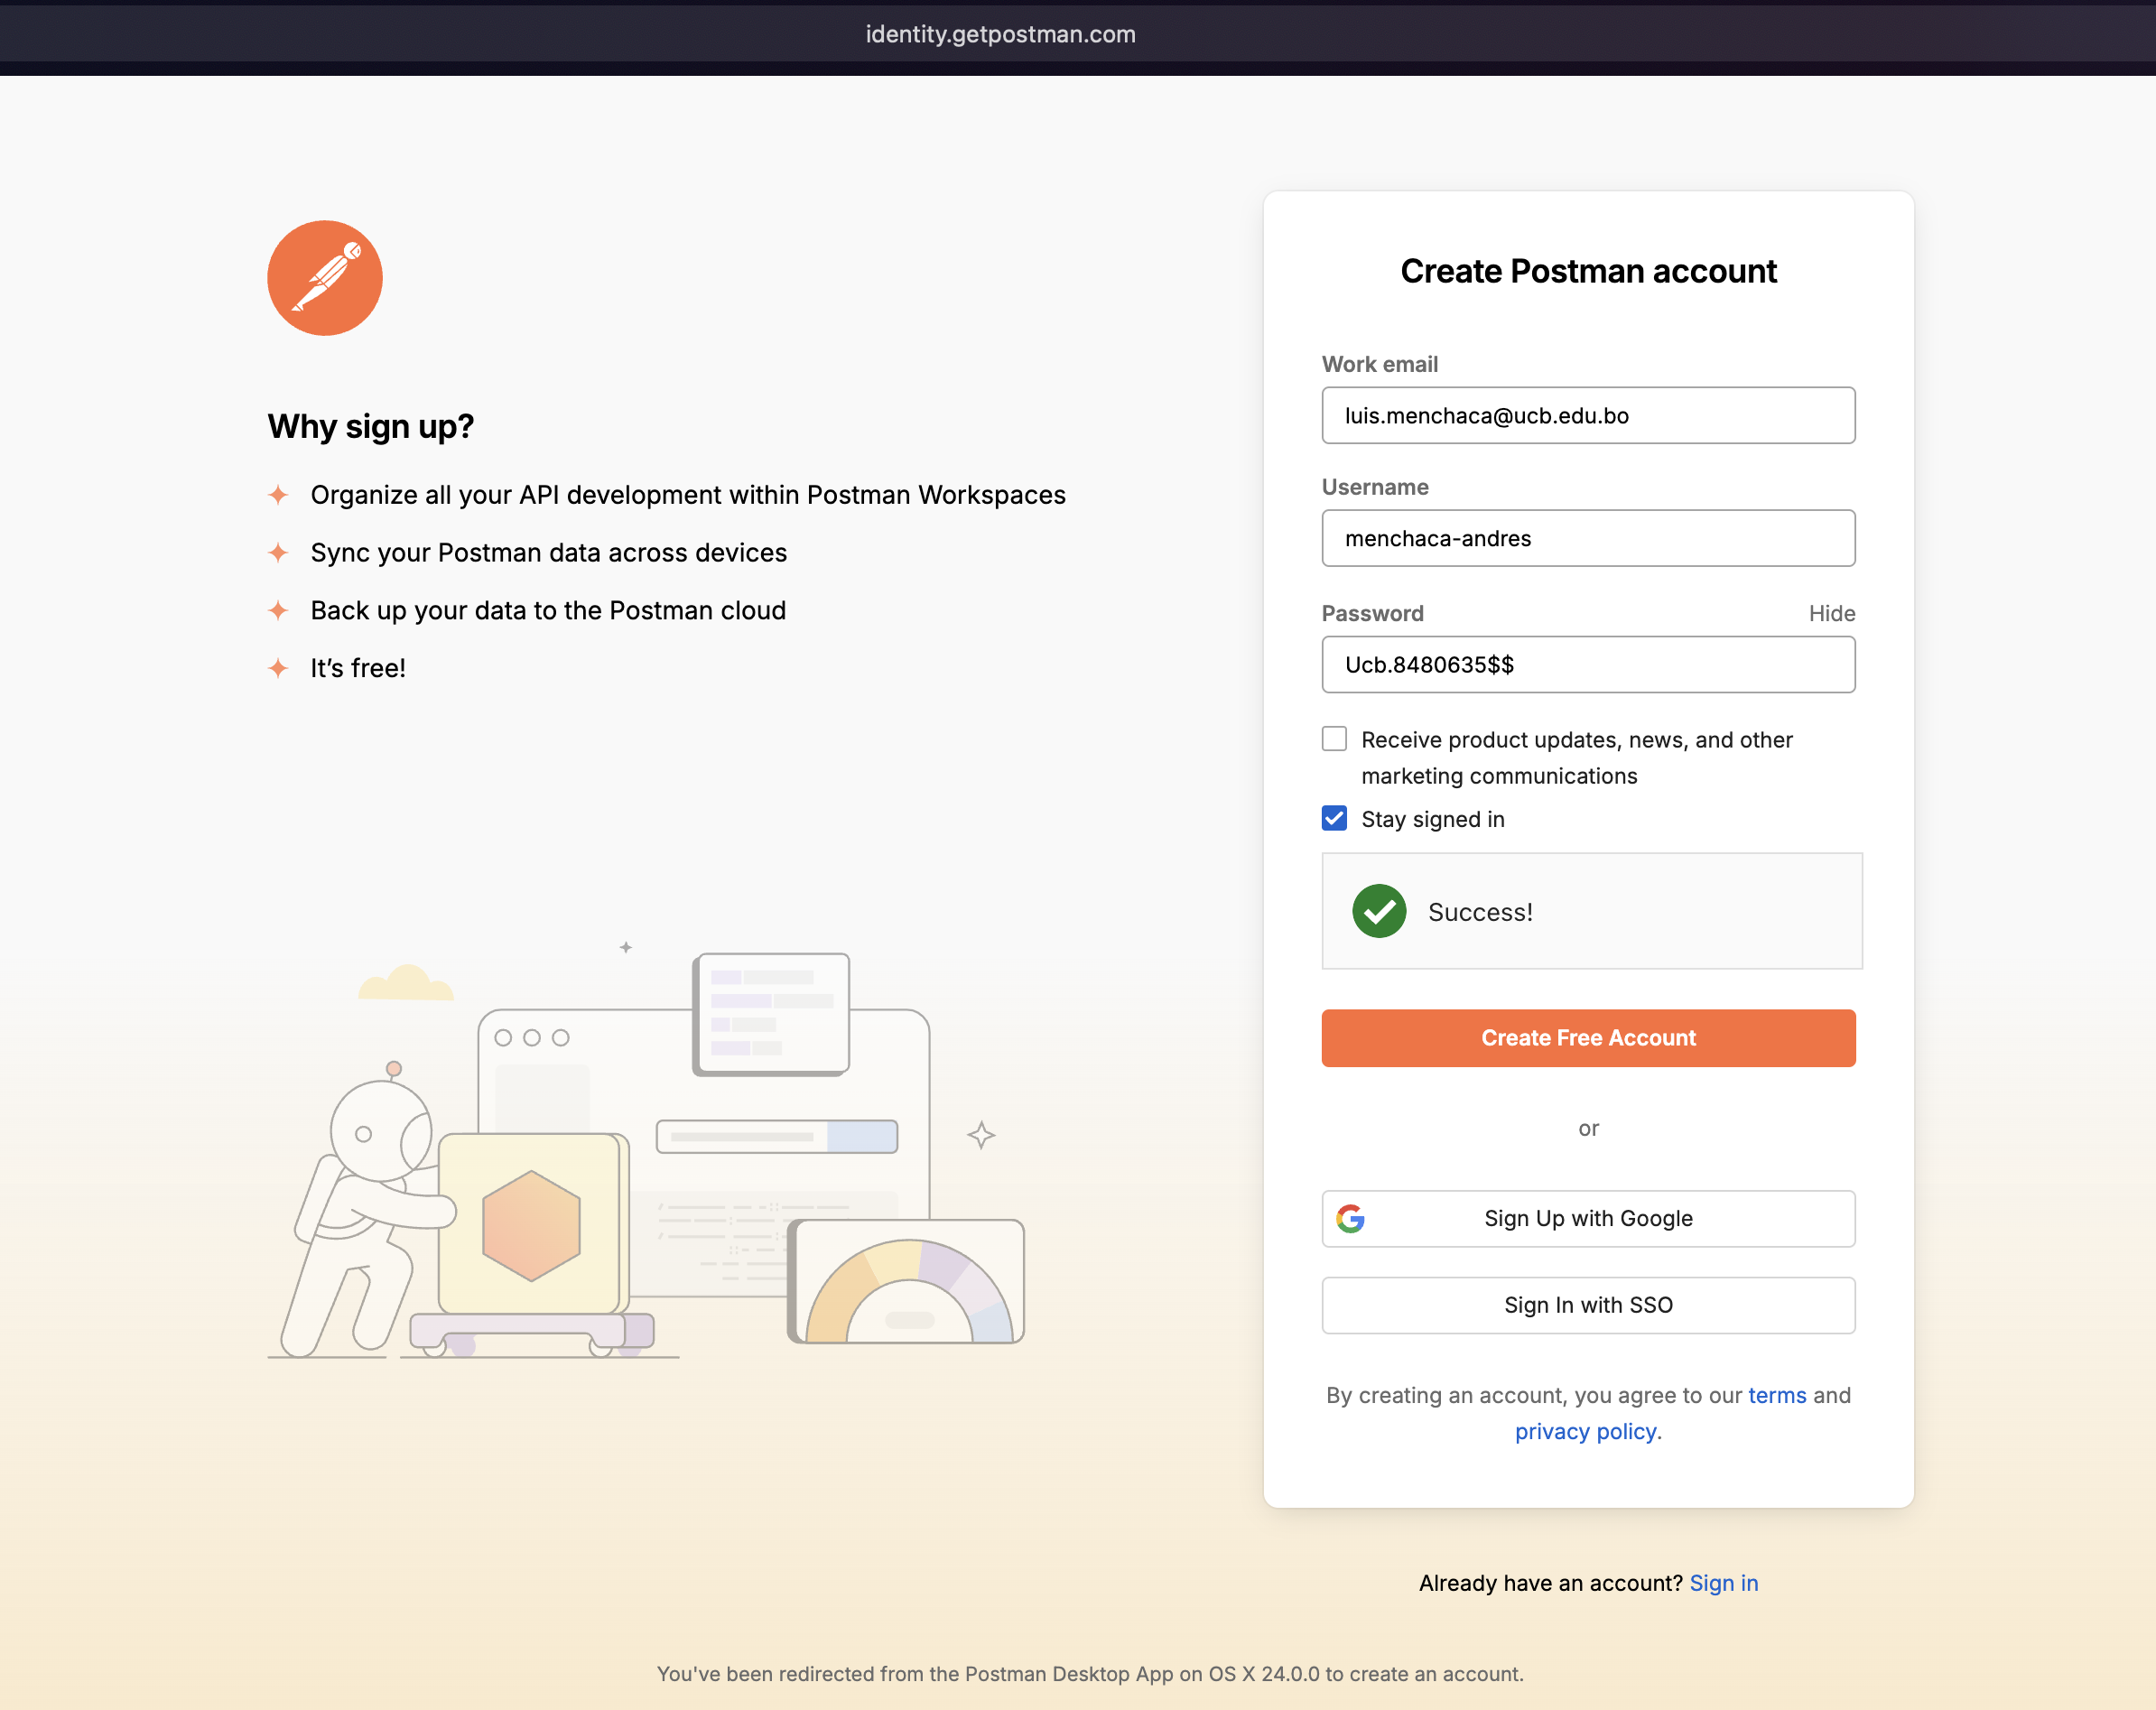 identity.getpostman.com
Why sign up?
Organize all your API development within Postman Workspaces
Sync your Postman data across devices
Back up your data to the Postman cloud
It’s free!
Create Postman account
Work email
luis.menchaca@ucb.edu.bo
Username
menchaca-andres
Password Hide
Ucb.8480635$$
Receive product updates, news, and other
marketing communications
Stay signed in
Success!
Create Free Account
or
Sign Up with Google
Sign In with SSO
By creating an account, you agree to our terms and
privacy policy.
Already have an account? Sign in
You've been redirected from the Postman Desktop App on OS X 24.0.0 to create an account.